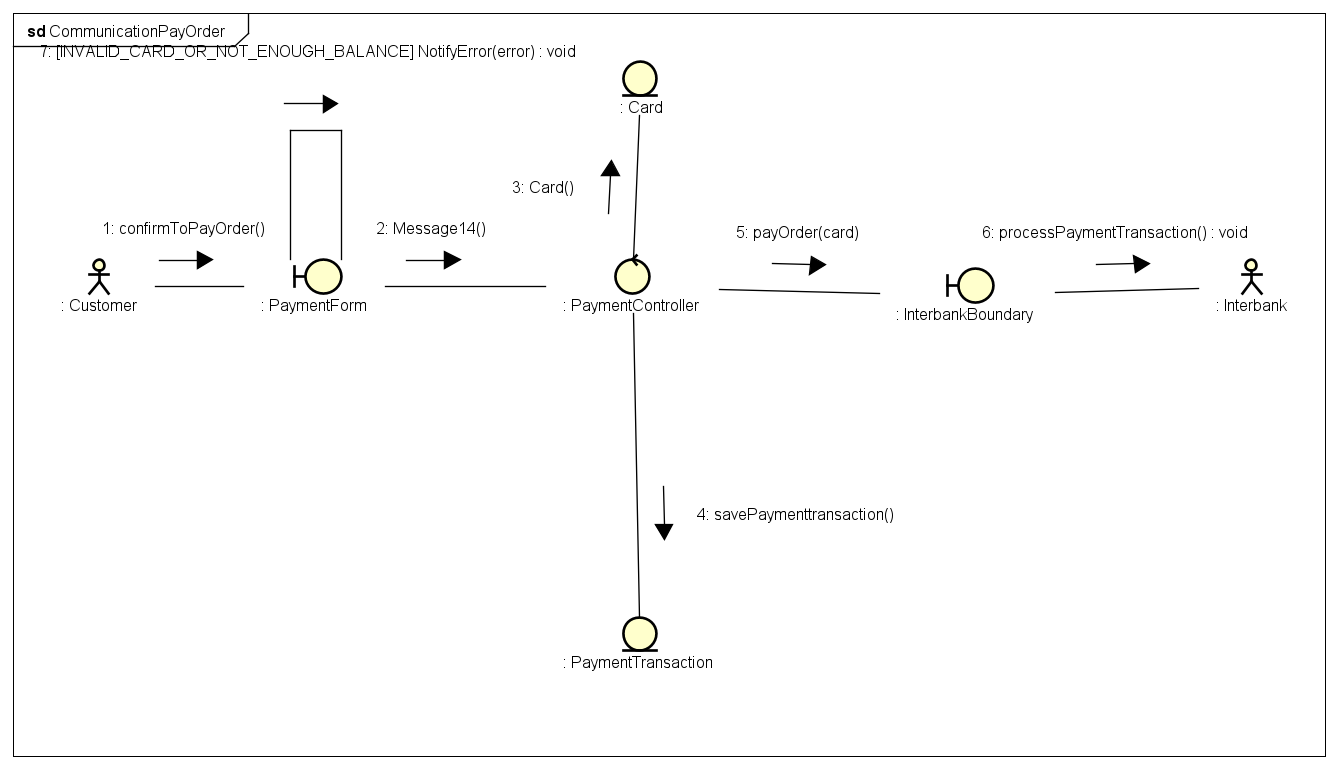 sd CommunicationPayOrder
7: [INVALID_CARD_OR_NOT_ENOUGH_BALANCE] NotifyError(error) : void
: Card
3: Card()
1: confirmToPayOrder()
2: Message14()
5: payOrder(card)
6: processPaymentTransaction() : void
: Customer
: PaymentForm
: PaymentController
: InterbankBoundary
: Interbank
4: savePaymenttransaction()
: PaymentTransaction